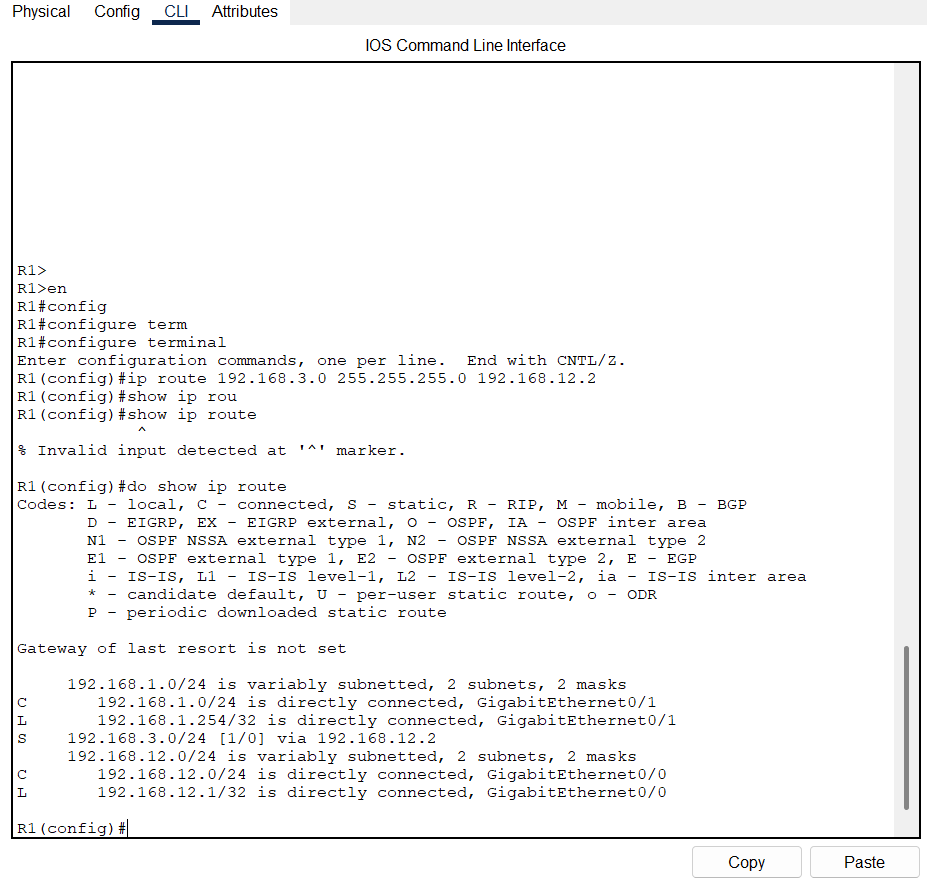 Physical Config CLI Attributes
IOS Command Line Interface
R1>
R1>en
R1#config
R1#configure term
R1#configure terminal
Enter configuration commands, one per line.  End with CNTL/Z.
R1(config)#ip route 192.168.3.0 255.255.255.0 192.168.12.2
R1(config)#show ip rou
R1(config)#show ip route
            ^
% Invalid input detected at '^' marker.
R1(config)#do show ip route
Codes: L - local, C - connected, S - static, R - RIP, M - mobile, B - BGP
       D - EIGRP, EX - EIGRP external, O - OSPF, IA - OSPF inter area
       N1 - OSPF NSSA external type 1, N2 - OSPF NSSA external type 2
       E1 - OSPF external type 1, E2 - OSPF external type 2, E - EGP
       i - IS-IS, L1 - IS-IS level-1, L2 - IS-IS level-2, ia - IS-IS inter area
       * - candidate default, U - per-user static route, o - ODR
       P - periodic downloaded static route
Gateway of last resort is not set
     192.168.1.0/24 is variably subnetted, 2 subnets, 2 masks
C       192.168.1.0/24 is directly connected, GigabitEthernet0/1
L       192.168.1.254/32 is directly connected, GigabitEthernet0/1
S    192.168.3.0/24 [1/0] via 192.168.12.2
     192.168.12.0/24 is variably subnetted, 2 subnets, 2 masks
C       192.168.12.0/24 is directly connected, GigabitEthernet0/0
L       192.168.12.1/32 is directly connected, GigabitEthernet0/0
R1(config)#
Copy Paste